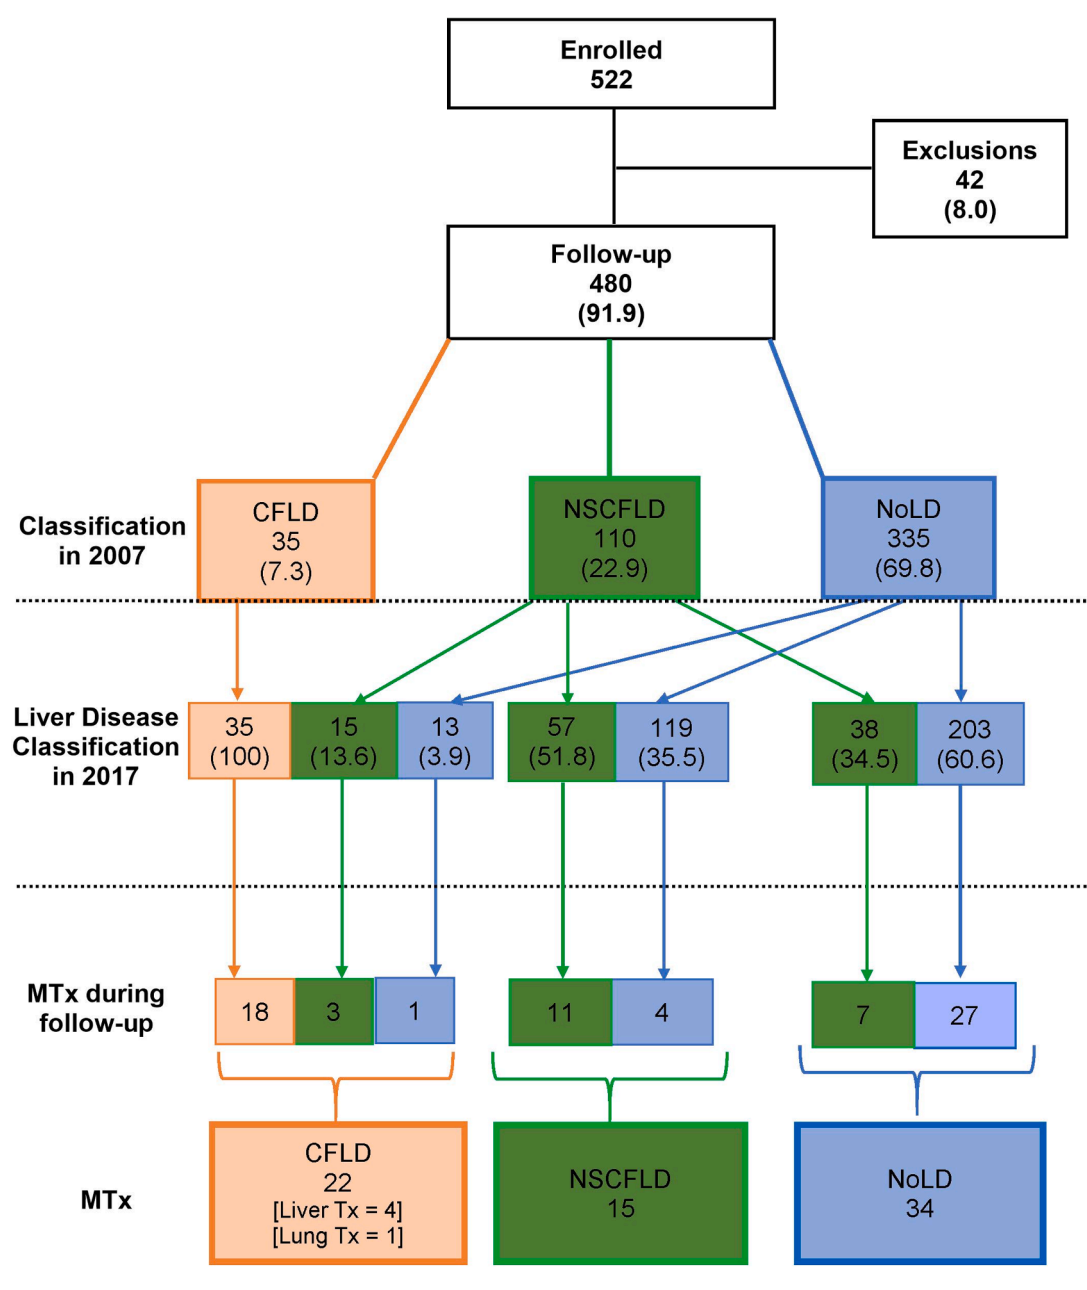 Enrolled
522
Exclusions
42
(8.0)
Follow-up
480
(91.9)
Classification
in 2007
CFLD
35
(7.3)
NSCFLD
110
(22.9)
NoLD
335
(69.8)
Liver Disease
Classification
in 2017
35
(100)
15
(13.6)
13
(3.9)
57
(51.8)
119
(35.5)
38
(34.5)
203
(60.6)
MTx during
follow-up
18
3
1
11
4
7
27
MTx
CFLD
22
[Liver Tx = 4]
[Lung Tx = 1]
NSCFLD
15
NoLD
34